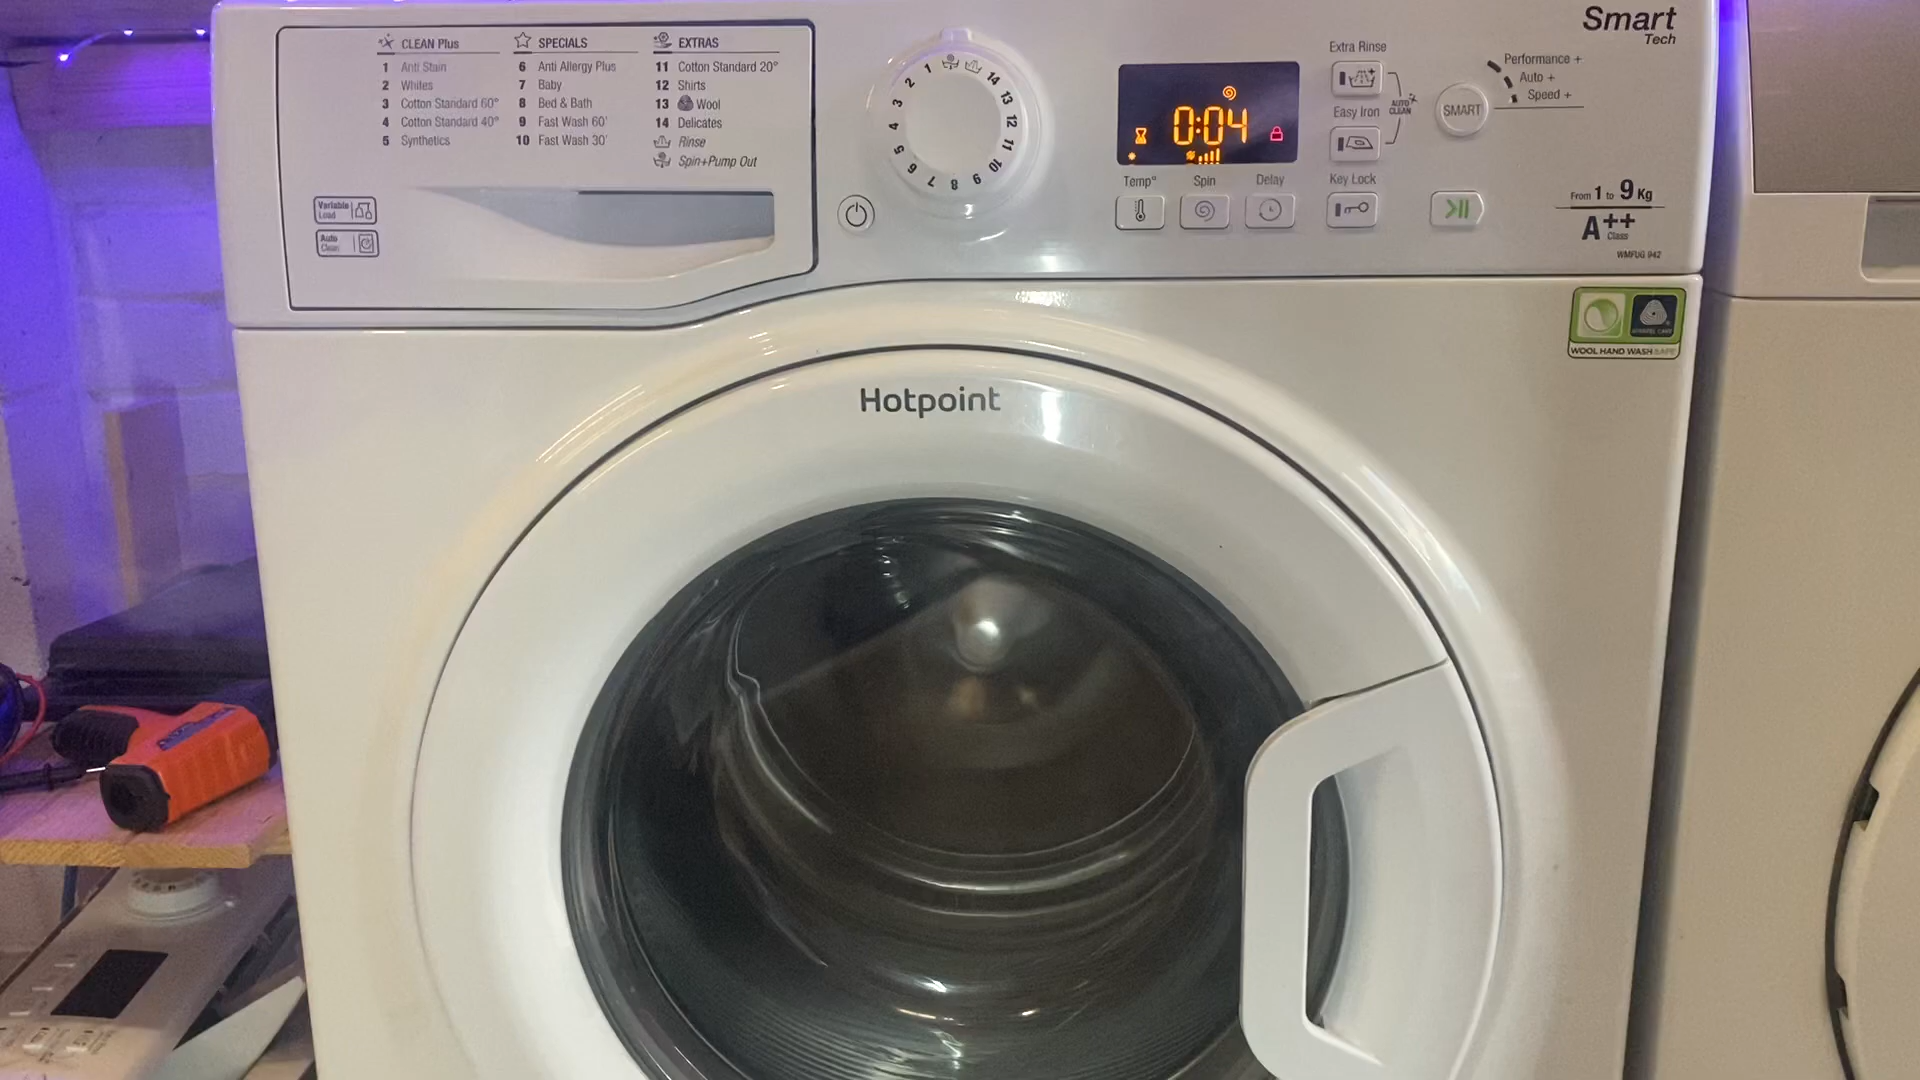 CLEAN Plus
1 Anti Stain
2 Whites
3 Cotton Standard 60°
4 Cotton Standard 40°
5 Synthetics
SPECIALS
6 Anti Allergy Plus
7 Baby
8 Bed & Bath
9 Fast Wash 60'
10 Fast Wash 30'
EXTRAS
11 Cotton Standard 20°
12 Shirts
13 Wool
14 Delicates
Rinse
Spin+Pump Out
Variable
Load
Auto
Clean
1
2
3
4
5
6
7
8
9
10
11
12
13
14
0:04
Temp°
Spin
Delay
Extra Rinse
Easy Iron
AUTO
CLEAN
Key Lock
SMART
Performance +
Auto +
Speed +
Smart
Tech
From 1 to 9 Kg
A++
Class
WMFUG 942
APPAREL CARE
WOOL HAND WASH SAFE
Hotpoint